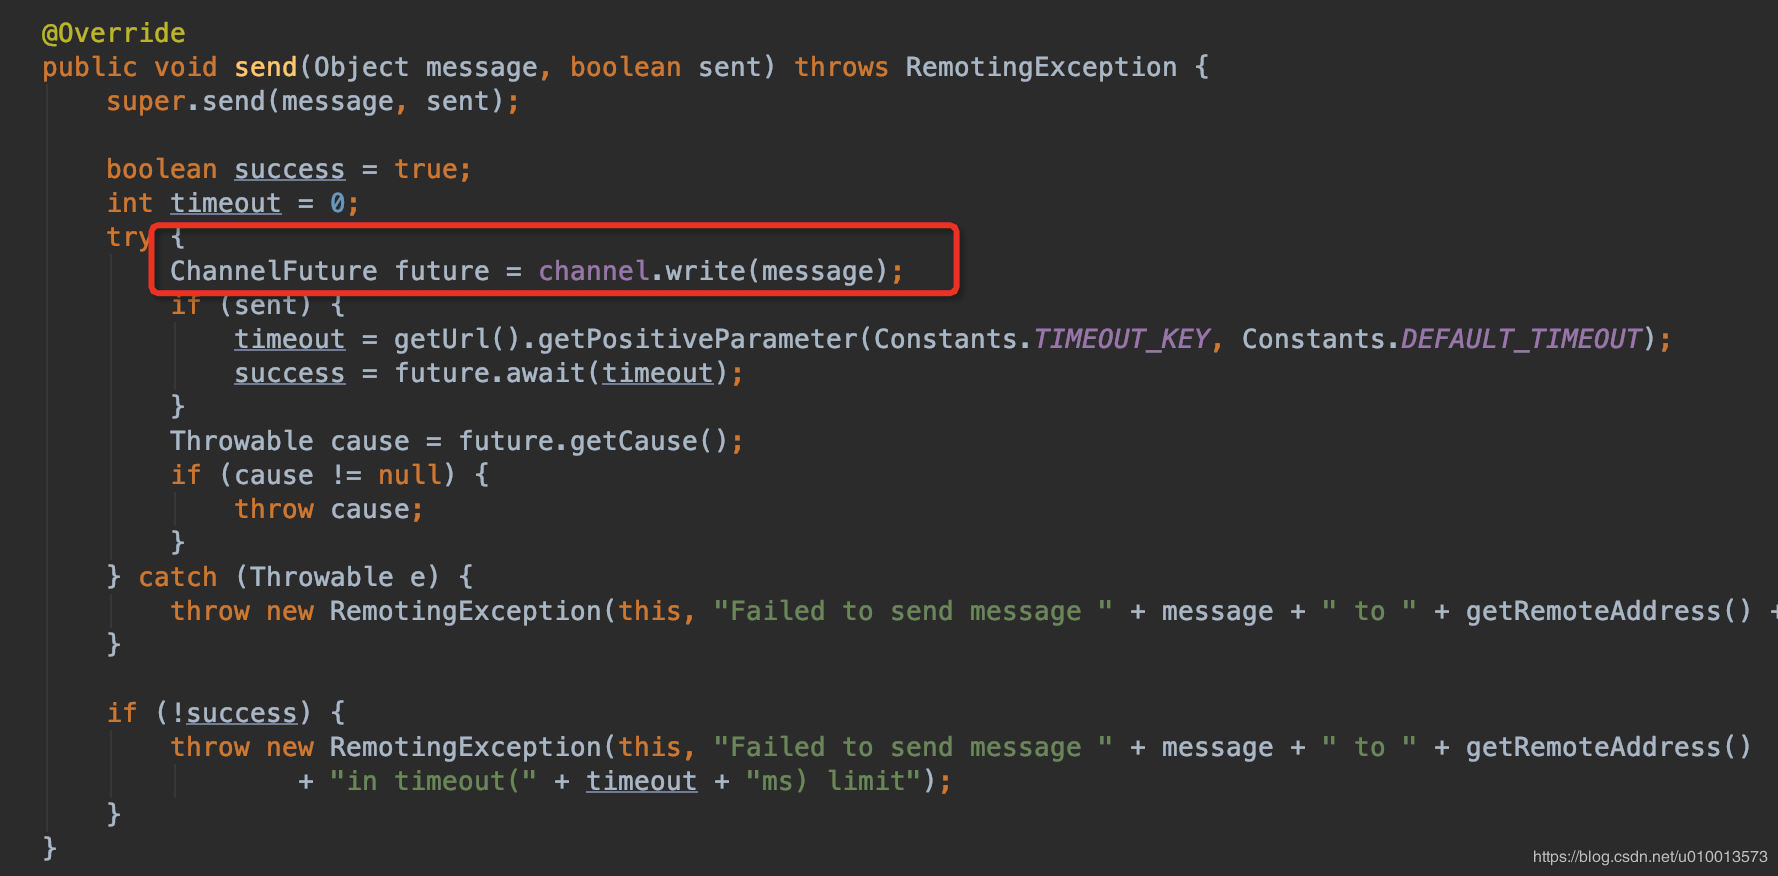 @Override
public void send(Object message, boolean sent) throws RemotingException {
super.send(message, sent);
boolean success = true;
int timeout = 0;
try {
ChannelFuture future = channel.write(message);
if (sent) {
timeout = getUrl().getPositiveParameter(Constants.TIMEOUT_KEY, Constants.DEFAULT_TIMEOUT);
success = future.await(timeout);
}
Throwable cause = future.getCause();
if (cause != null) {
throw cause;
}
} catch (Throwable e) {
throw new RemotingException(this, "Failed to send message " + message + " to " + getRemoteAddress() +
}
if (!success) {
throw new RemotingException(this, "Failed to send message " + message + " to " + getRemoteAddress()
+ "in timeout(" + timeout + "ms) limit");
}
}
https://blog.csdn.net/u010013573